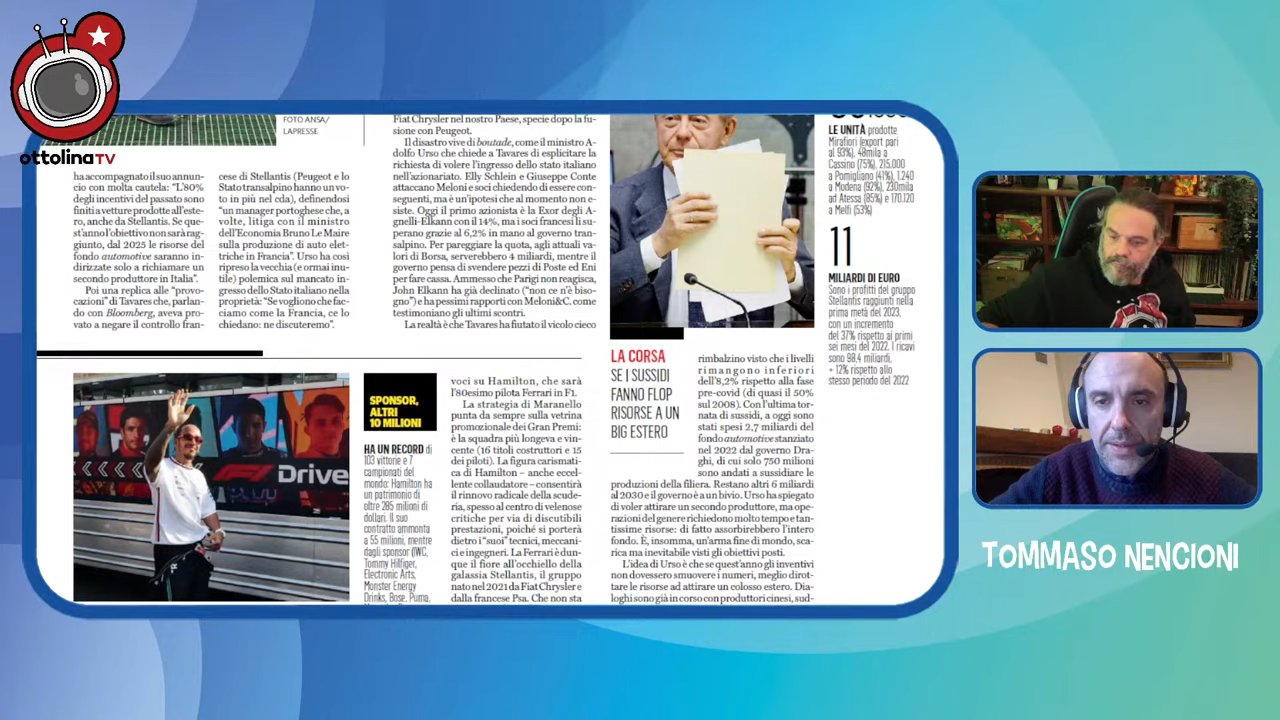 ottolinaTV
FOTO ANSA/
LAPRESSE
ha accompagnato il suo annun-
cio con molta cautela: “L’80%
degli incentivi del passato sono
finiti a vetture prodotte all’este-
ro, anche da Stellantis. Se que-
st’anno l’obiettivo non sarà rag-
giunto, dal 2025 le risorse del
fondo automotive saranno in-
dirizzate solo a richiamare un
secondo produttore in Italia”.
Poi una replica alle “provo-
cazioni” di Tavares che, parlan-
do con Bloomberg, aveva pro-
vato a negare il controllo fran-
cese di Stellantis (Peugeot e lo
Stato transalpino hanno un vo-
to in più nel cda), definendosi
“un manager portoghese che, a
volte, litiga con il ministro
dell’Economia Bruno Le Maire
sulla produzione di auto elet-
triche in Francia”. Urso ha così
ripreso la vecchia (e ormai inu-
tile) polemica sul mancato in-
gresso dello Stato italiano nella
proprietà: “Se vogliono che fac-
ciamo come la Francia, ce lo
chiedano: ne discuteremo”.
Fiat Chrysler nel nostro Paese, specie dopo la fu-
sione con Peugeot.
Il disastro vive di boutade, come il ministro A-
dolfo Urso che chiede a Tavares di esplicitare la
richiesta di volere l’ingresso dello stato italiano
nell’azionariato. Elly Schlein e Giuseppe Conte
attaccano Meloni e soci chiedendo di essere con-
seguenti, ma è un’ipotesi che al momento non e-
siste. Oggi il primo azionista è la Exor degli A-
gnelli-Elkann con il 14%, ma i soci francesi li su-
perano grazie al 6,2% in mano al governo tran-
salpino. Per pareggiare la quota, agli attuali va-
lori di Borsa, servirebbero 4 miliardi, mentre il
governo pensa di svendere pezzi di Poste ed Eni
per fare cassa. Ammesso che Parigi non reagisca,
John Elkann ha già declinato (“non ce n’è biso-
gno”) e ha pessimi rapporti con Meloni&C. come
testimoniano gli ultimi scontri.
La realtà è che Tavares ha fiutato il vicolo cieco
LE UNITÀ prodotte
Mirafiori (export pari
al 93%), 48mila a
Cassino (75%), 215.000
a Pomigliano (41%), 1.240
a Modena (92%), 230mila
ad Atessa (85%) e 170.120
a Melfi (53%)
11
MILIARDI DI EURO
Sono i profitti del gruppo
Stellantis raggiunti nella
prima metà del 2023,
con un incremento
del 37% rispetto ai primi
sei mesi del 2022. I ricavi
sono 98,4 miliardi,
+ 12% rispetto allo
stesso periodo del 2022
Drive
SPONSOR,
ALTRI
10 MILIONI
HA UN RECORD di
103 vittorie e 7
campionati del
mondo: Hamilton ha
un patrimonio di
oltre 285 milioni di
dollari. Il suo
contratto ammonta
a 55 milioni, mentre
dagli sponsor (IWC,
Tommy Hilfiger,
Electronic Arts,
Monster Energy
Drinks, Bose, Puma,
voci su Hamilton, che sarà
l’80esimo pilota Ferrari in F1.
La strategia di Maranello
punta da sempre sulla vetrina
promozionale dei Gran Premi:
è la squadra più longeva e vin-
cente (16 titoli costruttori e 15
dei piloti). La figura carismati-
ca di Hamilton – anche eccel-
lente collaudatore – consentirà
il rinnovo radicale della scude-
ria, spesso al centro di velenose
critiche per via di discutibili
prestazioni, poiché si porterà
dietro i “suoi” tecnici, meccani-
ci e ingegneri. La Ferrari è dun-
que il fiore all’occhiello della
galassia Stellantis, il gruppo
nato nel 2021 da Fiat Chrysler e
dalla francese Psa. Che non sta
LA CORSA
SE I SUSSIDI
FANNO FLOP
RISORSE A UN
BIG ESTERO
rimbalzino visto che i livelli
rimangono inferiori
dell’8,2% rispetto alla fase
pre-covid (di quasi il 50%
sul 2008). Con l’ultima tor-
nata di sussidi, a oggi sono
stati spesi 2,7 miliardi del
fondo automotive stanziato
nel 2022 dal governo Dra-
ghi, di cui solo 750 milioni
sono andati a sussidiare le
produzioni della filiera. Restano altri 6 miliardi
al 2030 e il governo è a un bivio. Urso ha spiegato
di voler attirare un secondo produttore, ma ope-
razioni del genere richiedono molto tempo e tan-
tissime risorse: di fatto assorbirebbero l’intero
fondo. È, insomma, un’arma fine di mondo, sca-
rica ma inevitabile visti gli obiettivi posti.
L’idea di Urso è che se quest’anno gli inventivi
non dovessero smuovere i numeri, meglio dirot-
tare le risorse ad attirare un colosso estero. Dia-
loghi sono già in corso con produttori cinesi, sud-
TOMMASO NENCIONI